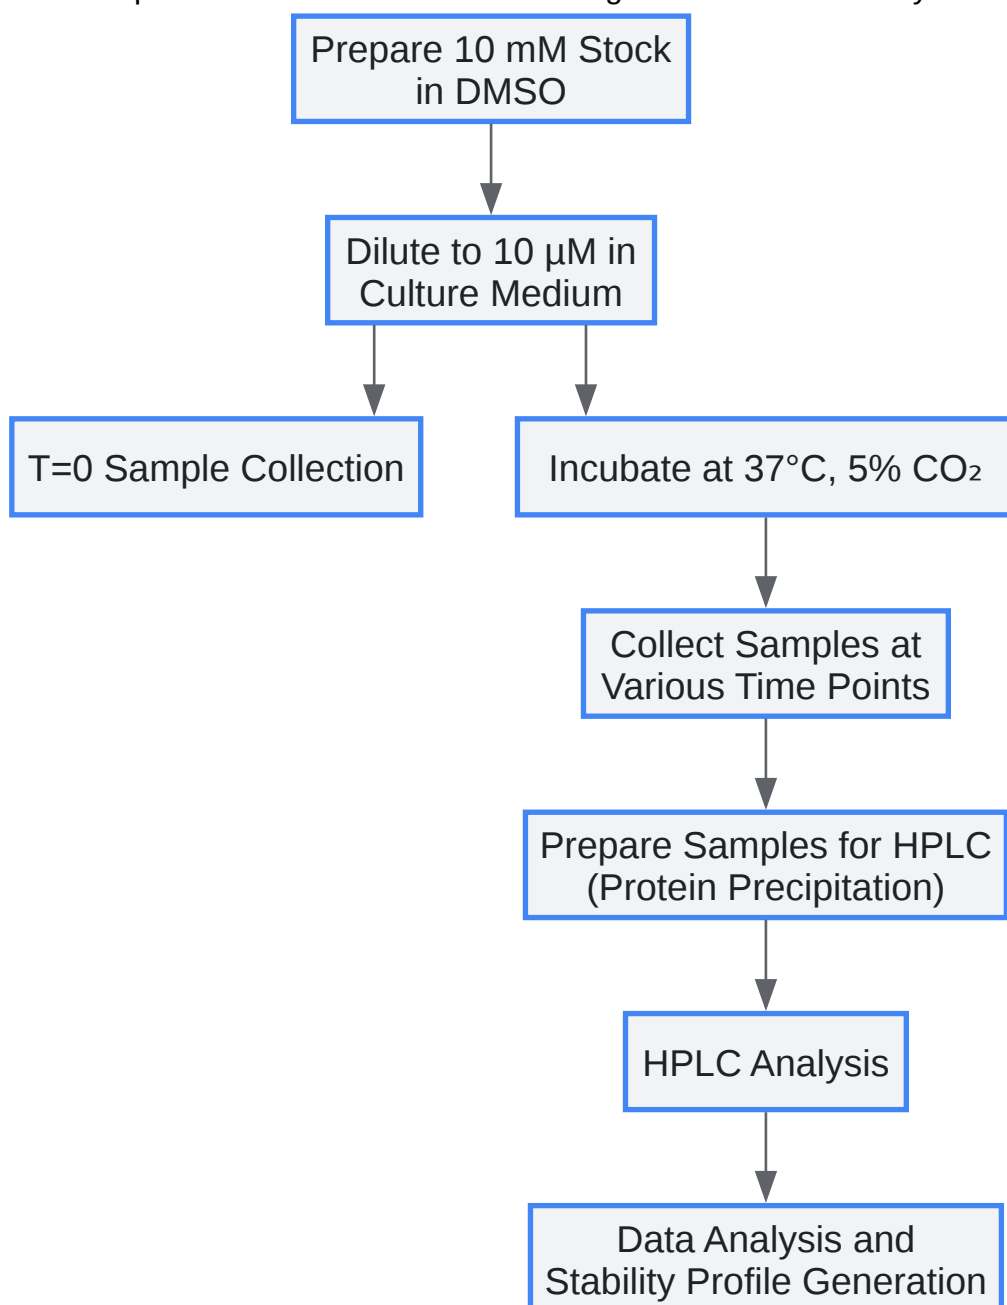 Prepare 10 mM Stock
in DMSO
Dilute to 10 µM in
Culture Medium
T=0 Sample Collection
Incubate at 37°C, 5% CO₂
Collect Samples at
Various Time Points
Prepare Samples for HPLC
(Protein Precipitation)
HPLC Analysis
Data Analysis and
Stability Profile Generation